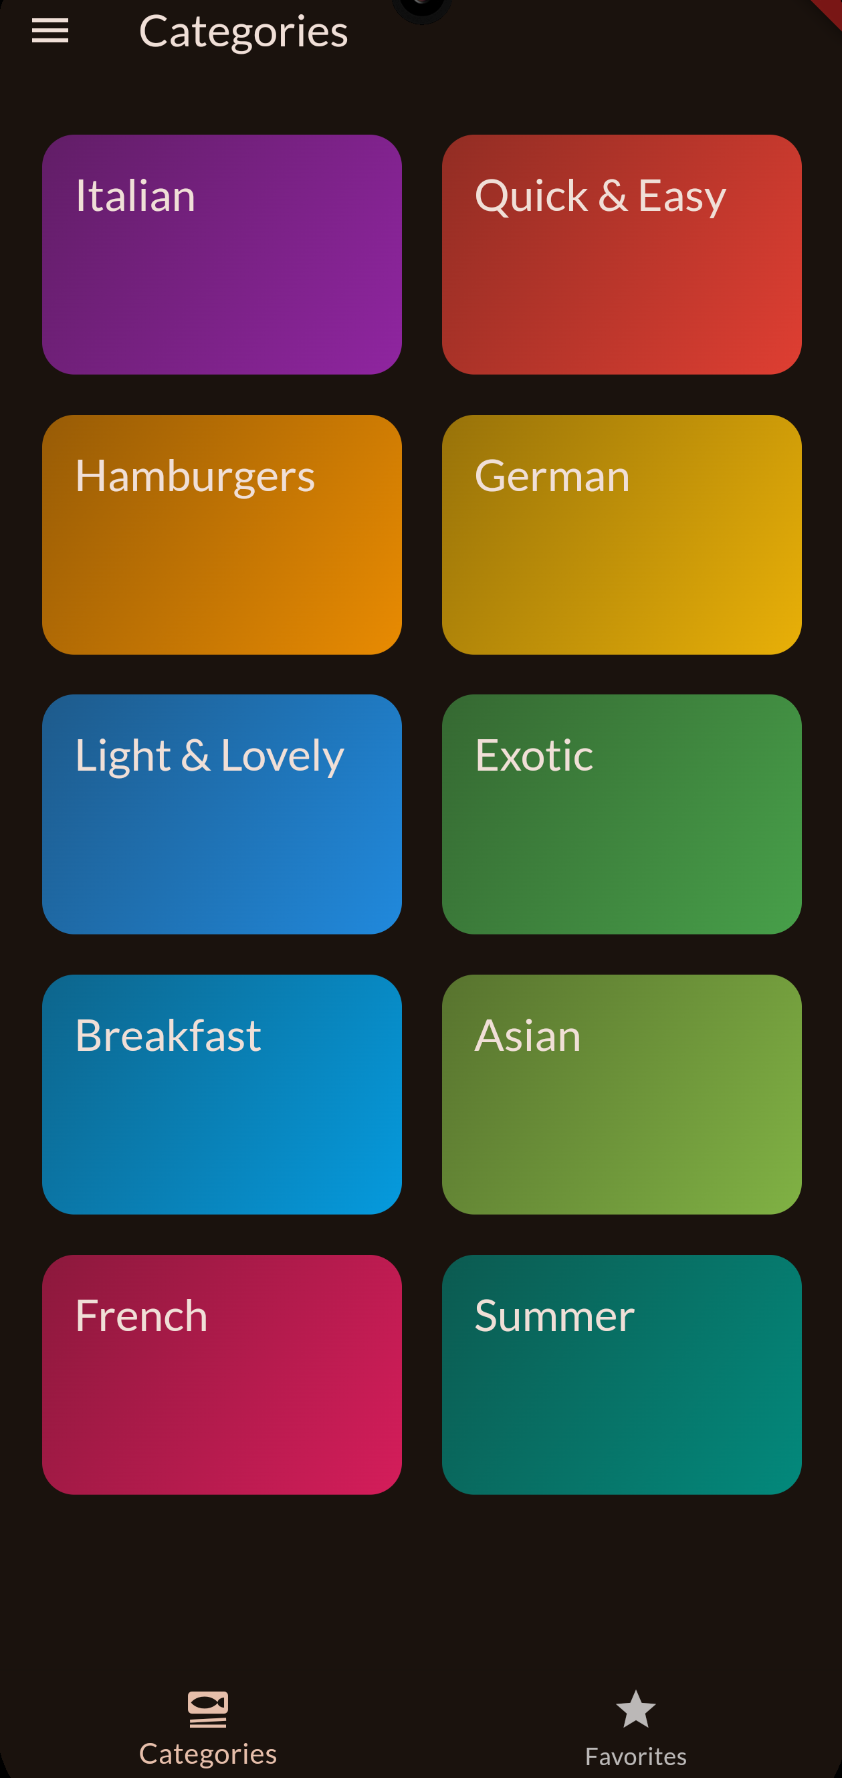 Categories
Italian
Quick & Easy
Hamburgers
German
Light & Lovely
Exotic
Breakfast
Asian
French
Summer
Categories
Favorites